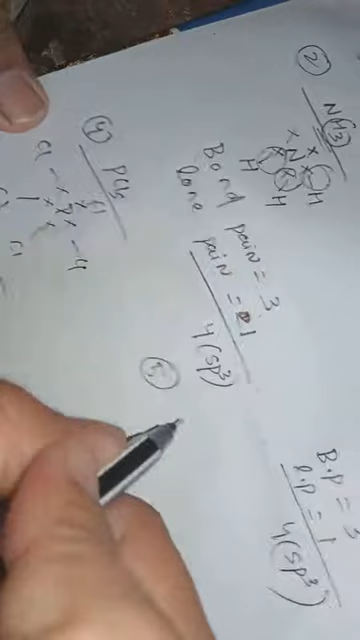 2
NH3
× N ×
H
H
H
Bond pair = 3
lone pair = 1
4 (sp³)
4
PCl5
Cl
P
Cl
5
B.p = 3
l.p = 1
4 (sp³)